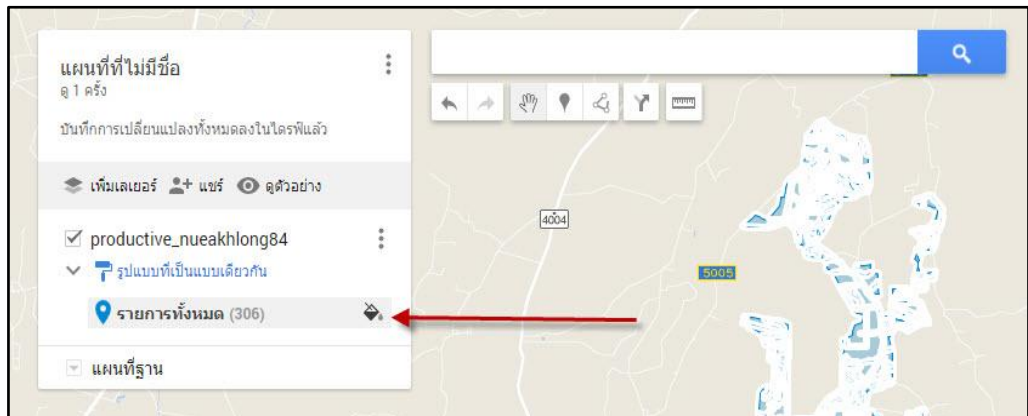 แผนที่ที่ไม่มีชื่อ
ดู 1 ครั้ง
บันทึกการเปลี่ยนแปลงทั้งหมดลงในไดรฟ์แล้ว
เพิ่มเลเยอร์ แชร์ ดูตัวอย่าง
productive_nueakhlong84
รูปแบบที่เป็นแบบเดียวกัน
รายการทั้งหมด (306)
แผนที่ฐาน
4004
5005